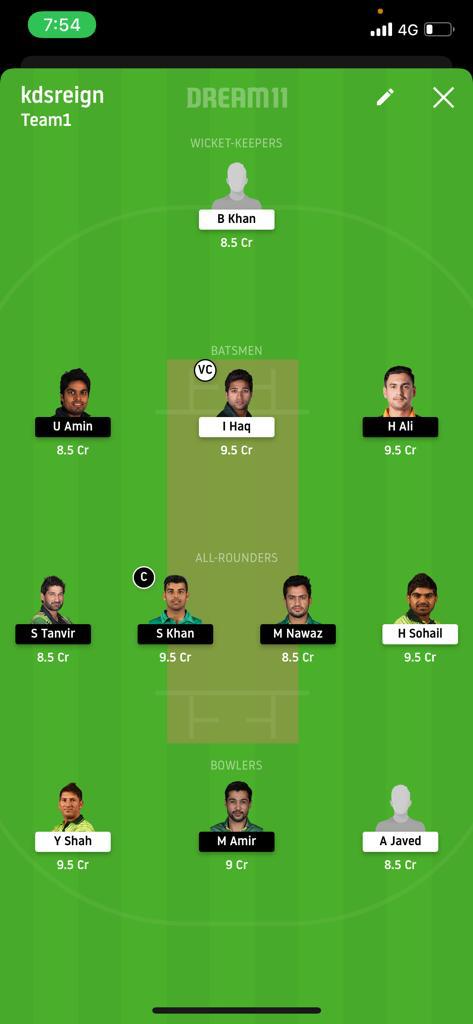 7:54
4G
kdsreign
DREAM11
Team1
WICKET-KEEPERS
B Khan
8.5 Cr
BATSMEN
VC
U Amin
I Haq
H Ali
8.5 Cr
9.5 Cr
9.5 Cr
ALL-ROUNDERS
C
S Tanvir
S Khan
M Nawaz
H Sohail
8.5 Cr
9.5 Cr
8.5 Cr
9.5 Cr
BOWLERS
Y Shah
M Amir
A Javed
9.5 Cr
9 Cr
8.5 Cr